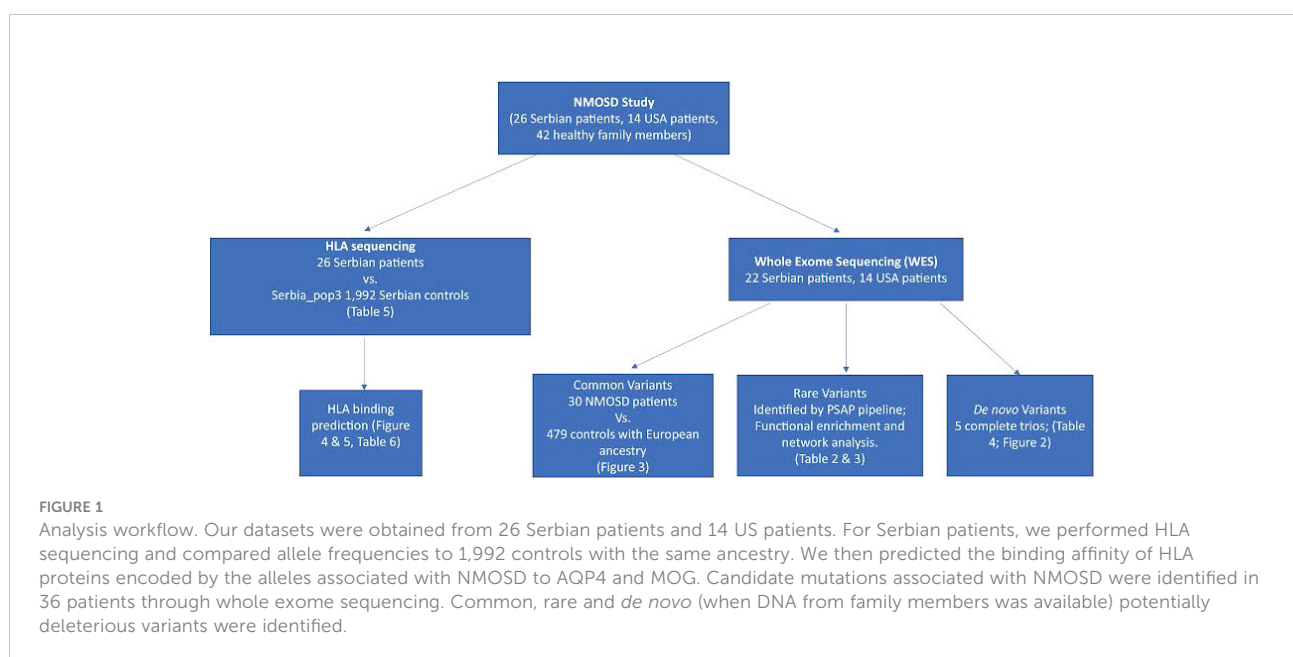 NMOSD Study
(26 Serbian patients, 14 USA patients,
42 healthy family members)
HLA sequencing
26 Serbian patients
vs.
Serbia_pop3 1,992 Serbian controls
(Table 5)
Whole Exome Sequencing (WES)
22 Serbian patients, 14 USA patients
HLA binding
prediction (Figure
4 & 5, Table 6)
Common Variants
30 NMOSD patients
Vs.
479 controls with European
ancestry
(Figure 3)
Rare Variants
Identified by PSAP pipeline;
Functional enrichment and
network analysis.
(Table 2 & 3)
De novo Variants
5 complete trios; (Table
4; Figure 2)
FIGURE 1
Analysis workflow. Our datasets were obtained from 26 Serbian patients and 14 US patients. For Serbian patients, we performed HLA
sequencing and compared allele frequencies to 1,992 controls with the same ancestry. We then predicted the binding affinity of HLA
proteins encoded by the alleles associated with NMOSD to AQP4 and MOG. Candidate mutations associated with NMOSD were identified in
36 patients through whole exome sequencing. Common, rare and de novo (when DNA from family members was available) potentially
deleterious variants were identified.